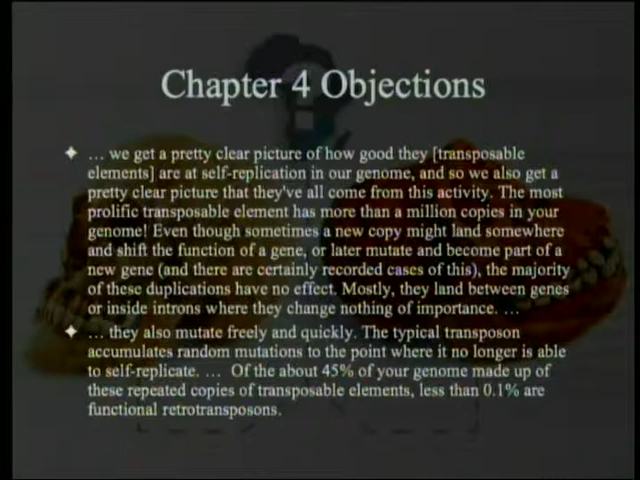 Chapter 4 Objections
… we get a pretty clear picture of how good they [transposable
elements] are at self-replication in our genome, and so we also get a
pretty clear picture that they've all come from this activity. The most
prolific transposable element has more than a million copies in your
genome! Even though sometimes a new copy might land somewhere
and shift the function of a gene, or later mutate and become part of a
new gene (and there are certainly recorded cases of this), the majority
of these duplications have no effect. Mostly, they land between genes
or inside introns where they change nothing of importance. …
… they also mutate freely and quickly. The typical transposon
accumulates random mutations to the point where it no longer is able
to self-replicate. … Of the about 45% of your genome made up of
these repeated copies of transposable elements, less than 0.1% are
functional retrotransposons.